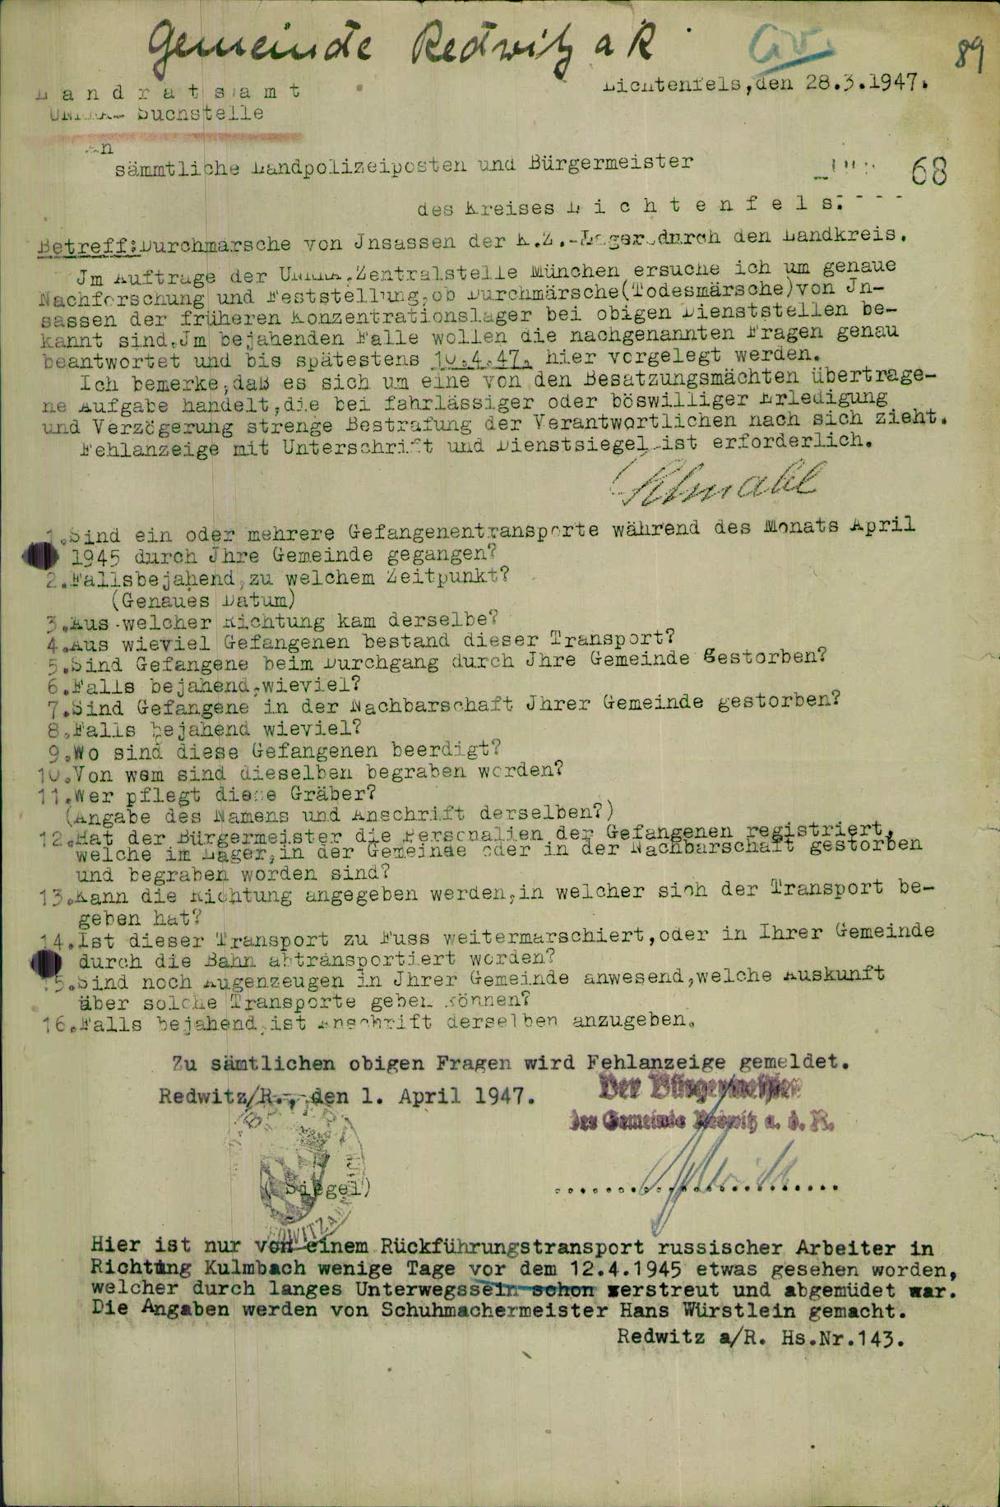 Gemeinde Redwitz a R
89
Landratsamt
Lichtenfels,den 28.3.1947.
Suchstelle
An
sämmtliche Landpolizeiposten und Bürgermeister
68
des Kreises L i c h t e n f e l s.
Betreff:Durchmärsche von Jnsassen der K.Z.-Lager durch den Landkreis.
Jm Auftrage der Zentralstelle München ersuche ich um genaue
Nachforschung und Feststellung,ob Durchmärsche(Todesmärsche)von Jn-
sassen der früheren Konzentrationslager bei obigen Dienststellen be-
kannt sind.Jm bejahenden Falle wollen die nachgenannten Fragen genau
beantwortet und bis spätestens 10.4.47. hier vorgelegt werden.
Ich bemerke,daß es sich um eine von den Besatzungsmächten übertrage-
ne Aufgabe handelt,die bei fahrlässiger oder böswilliger Erledigung
und Verzögerung strenge Bestrafung der Verantwortlichen nach sich zieht.
Fehlanzeige mit Unterschrift und Dienstsiegel ist erforderlich.
1.Sind ein oder mehrere Gefangenentransporte während des Monats April
1945 durch Jhre Gemeinde gegangen?
2.Fallsbejahend,zu welchem Zeitpunkt?
(Genaues Datum)
3.Aus welcher Richtung kam derselbe?
4.Aus wieviel Gefangenen bestand dieser Transport?
5.Sind Gefangene beim Durchgang durch Jhre Gemeinde gestorben?
6.Falls bejahend,wieviel?
7.Sind Gefangene in der Nachbarschaft Jhrer Gemeinde gestorben?
8.Falls bejahend wieviel?
9.Wo sind diese Gefangenen beerdigt?
10.Von wem sind dieselben begraben worden?
11.Wer pflegt diese Gräber?
(Angabe des Namens und Anschrift derselben?)
12.Hat der Bürgermeister die Personalien der Gefangenen registriert,
welche im Lager,in der Gemeinde oder in der Nachbarschaft gestorben
und begraben worden sind?
13.Kann die Richtung angegeben werden,in welcher sich der Transport be-
geben hat?
14.Ist dieser Transport zu Fuss weitermarschiert,oder in Ihrer Gemeinde
durch die Bahn abtransportiert worden?
15.Sind noch Augenzeugen in Jhrer Gemeinde anwesend,welche Auskunft
über solche Transporte geben können?
16.Falls bejahend,ist Anschrift derselben anzugeben.
Zu sämtlichen obigen Fragen wird Fehlanzeige gemeldet.
Redwitz/R., den 1. April 1947.
Der Bürgermeister
der Gemeinde Redwitz a. d. R.
(Siegel)
Hier ist nur von einem Rückführungstransport russischer Arbeiter in
Richtung Kulmbach wenige Tage vor dem 12.4.1945 etwas gesehen worden,
welcher durch langes Unterwegssein schon zerstreut und abgemüdet war.
Die Angaben werden von Schuhmachermeister Hans Würstlein gemacht.
Redwitz a/R. Hs.Nr.143.